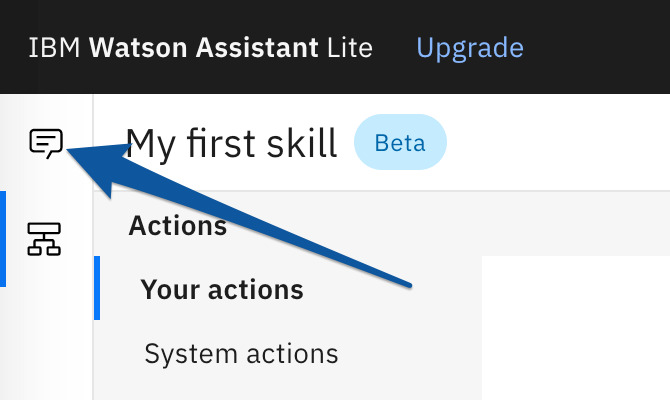 IBM Watson Assistant Lite Upgrade
My first skill Beta
Actions
Your actions
System actions